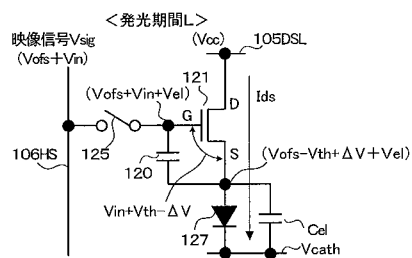 <発光期間L>
映像信号Vsig
(Vofs+Vin)
(Vcc)
105DSL
121
Ids
(Vofs+Vin+Vel)
D
G
S
125
120
106HS
(Vofs-Vth+ΔV+Vel)
Vin+Vth-ΔV
127
Cel
Vcath